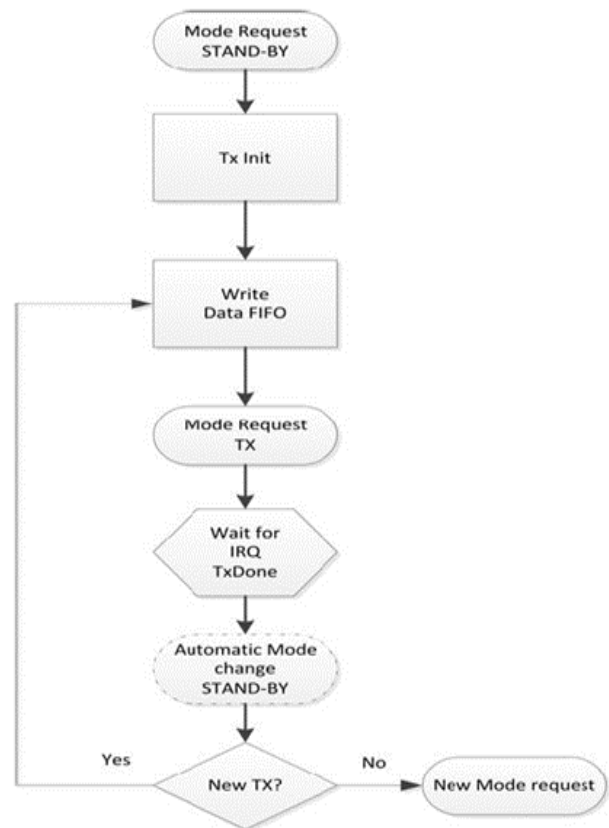 Mode Request
STAND-BY
Tx Init
Write
Data FIFO
Mode Request
TX
Wait for
IRQ
TxDone
Automatic Mode
change
STAND-BY
Yes
New TX?
No
New Mode request